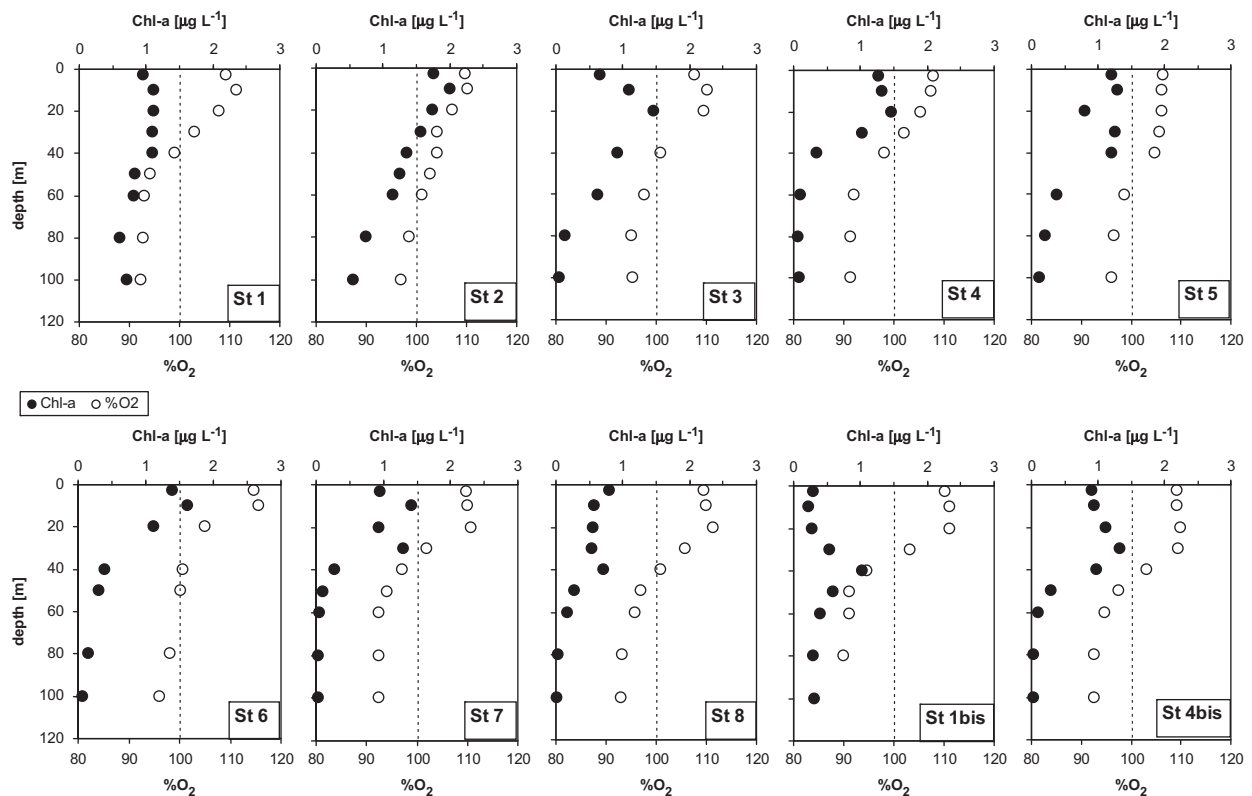 Chl-a [µg L-1] Chl-a [µg L-1] Chl-a [µg L-1] Chl-a [µg L-1] Chl-a [µg L-1]
0 1 2 3 0 1 2 3 0 1 2 3 0 1 2 3 0 1 2 3
0
20
40
depth [m]
60
80
100
120
St 1 St 2 St 3 St 4 St 5
80 90 100 110 120 80 90 100 110 120 80 90 100 110 120 80 90 100 110 120 80 90 100 110 120
%O2 %O2 %O2 %O2 %O2
Chl-a %O2
Chl-a [µg L-1] Chl-a [µg L-1] Chl-a [µg L-1] Chl-a [µg L-1] Chl-a [µg L-1]
0 1 2 3 0 1 2 3 0 1 2 3 0 1 2 3 0 1 2 3
0
20
40
depth [m]
60
80
100
120
St 6 St 7 St 8 St 1bis St 4bis
80 90 100 110 120 80 90 100 110 120 80 90 100 110 120 80 90 100 110 120 80 90 100 110 120
%O2 %O2 %O2 %O2 %O2